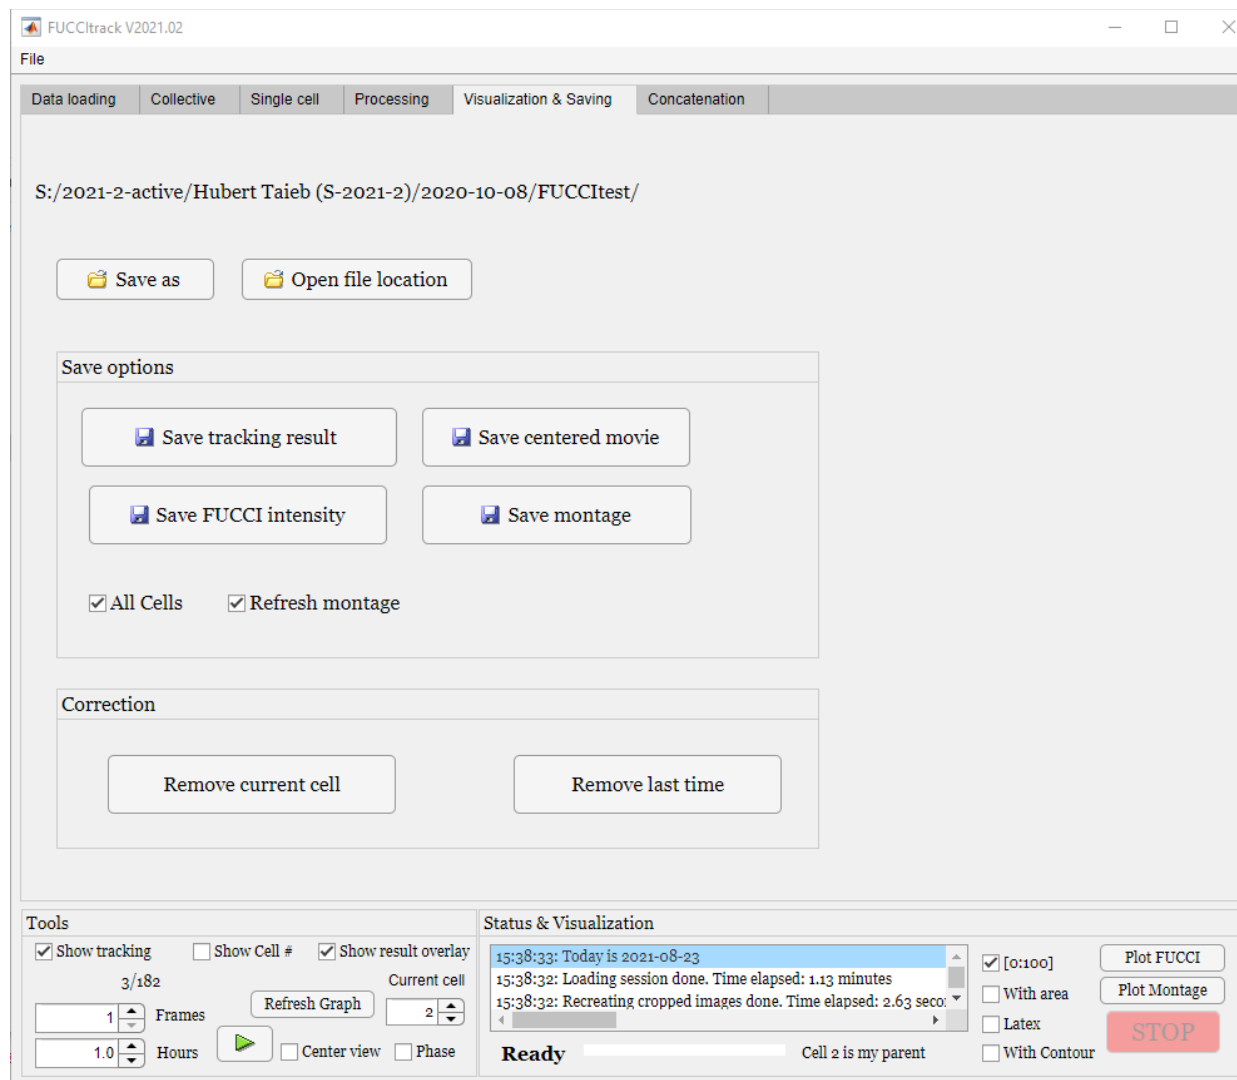 FUCCItrack V2021.02
File
Data loading Collective Single cell Processing Visualization & Saving Concatenation
S:/2021-2-active/Hubert Taieb (S-2021-2)/2020-10-08/FUCCItest/
Save as Open file location
Save options
Save tracking result Save centered movie
Save FUCCI intensity Save montage
All Cells Refresh montage
Correction
Remove current cell Remove last time
Tools
Show tracking Show Cell # Show result overlay
3/182 Current cell
Refresh Graph
1 Frames 2
1.0 Hours Center view Phase
Status & Visualization
15:38:33: Today is 2021-08-23
15:38:32: Loading session done. Time elapsed: 1.13 minutes
15:38:32: Recreating cropped images done. Time elapsed: 2.63 seco
Ready Cell 2 is my parent
[0:100] Plot FUCCI
With area Plot Montage
Latex STOP
With Contour